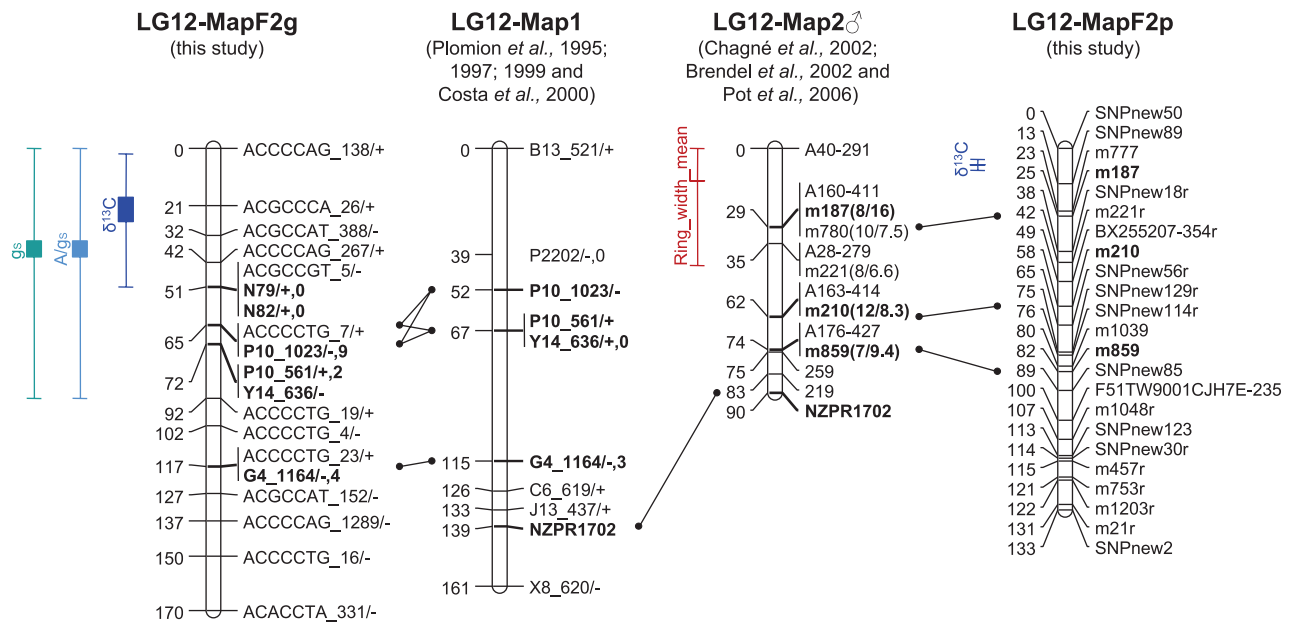 LG12-MapF2g
(this study)
gs
A/gs
δ13C
0 ACCCCAG_138/+
21 ACGCCCA_26/+
32 ACGCCAT_388/-
42 ACCCCAG_267/+
ACGCCGT_5/-
51 N79/+,0
N82/+,0
ACCCCTG_7/+
65 P10_1023/-,9
P10_561/+,2
72 Y14_636/-
92 ACCCCTG_19/+
102 ACCCCTG_4/-
ACCCCTG_23/+
117 G4_1164/-,4
127 ACGCCAT_152/-
137 ACCCCAG_1289/-
150 ACCCCTG_16/-
170 ACACCTA_331/-
LG12-Map1
(Plomion et al., 1995;
1997; 1999 and
Costa et al., 2000)
0 B13_521/+
39 P2202/-,0
52 P10_1023/-
P10_561/+
67 Y14_636/+,0
115 G4_1164/-,3
126 C6_619/+
133 J13_437/+
139 NZPR1702
161 X8_620/-
LG12-Map2♂
(Chagné et al., 2002;
Brendel et al., 2002 and
Pot et al., 2006)
Ring_width_mean
0 A40-291
A160-411
29 m187(8/16)
m780(10/7.5)
A28-279
35 m221(8/6.6)
A163-414
62 m210(12/8.3)
A176-427
74 m859(7/9.4)
75 259
83 219
90 NZPR1702
LG12-MapF2p
(this study)
δ13C
0 SNPnew50
13 SNPnew89
23 m777
25 m187
38 SNPnew18r
42 m221r
49 BX255207-354r
58 m210
65 SNPnew56r
75 SNPnew129r
76 SNPnew114r
80 m1039
82 m859
89 SNPnew85
100 F51TW9001CJH7E-235
107 m1048r
113 SNPnew123
114 SNPnew30r
115 m457r
121 m753r
122 m1203r
131 m21r
133 SNPnew2